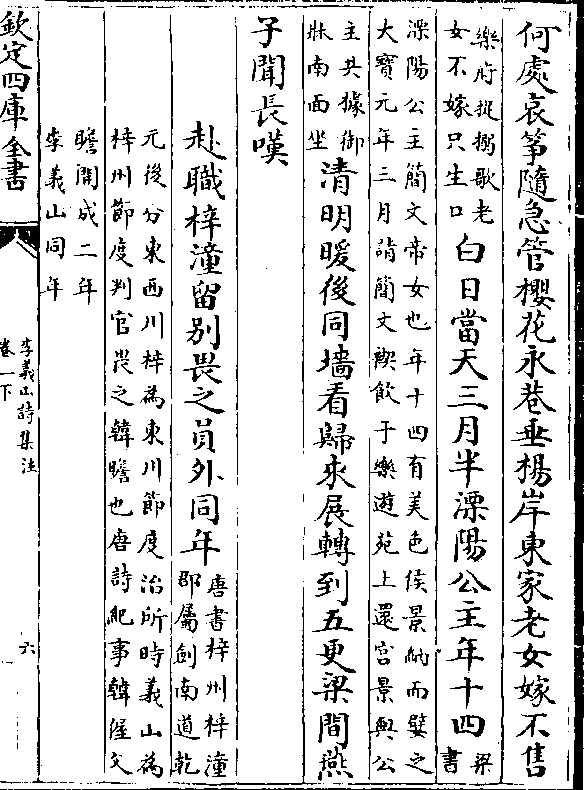 何處哀筝隨急管櫻花永巷垂楊岸東家老女嫁不售
樂府捉搦歌老
女不嫁只生口
白日當天三月半溧陽公主年十四
梁
書
溧陽公主簡文帝女也年十四有美色侯景納而嬖之
大寶元年三月請簡文禊飲于樂遊苑上還宫景與公
主共據御
牀南面坐
清明暖後同墻看歸來展轉到五更梁間燕
子聞長嘆
赴職梓潼留别畏之員外同年
唐書梓州梓潼
郡屬劍南道乾
元後分東西川梓為東川節度治所時義山為
梓州節度判官畏之韓瞻也唐詩紀事韓偓父
瞻開成二年
李義山同年
欽定四庫全書
李義山詩集注
卷一下
六